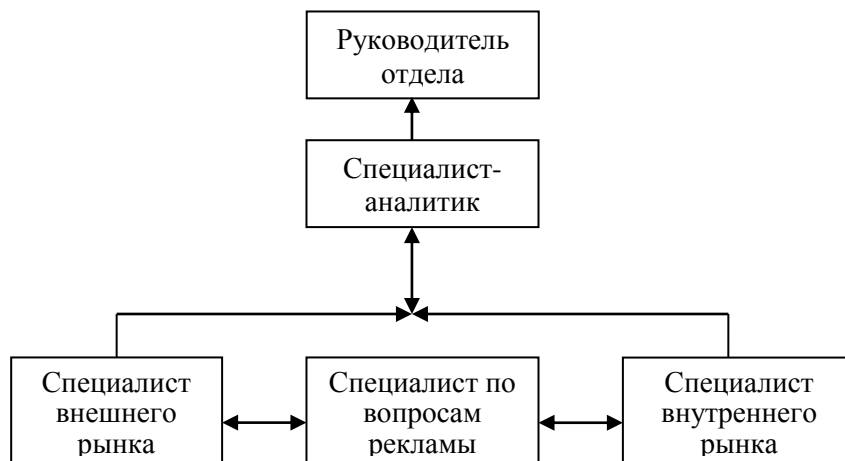 Руководитель
отдела
Специалист-
аналитик
Специалист
внешнего
рынка
Специалист по
вопросам
рекламы
Специалист
внутреннего
рынка